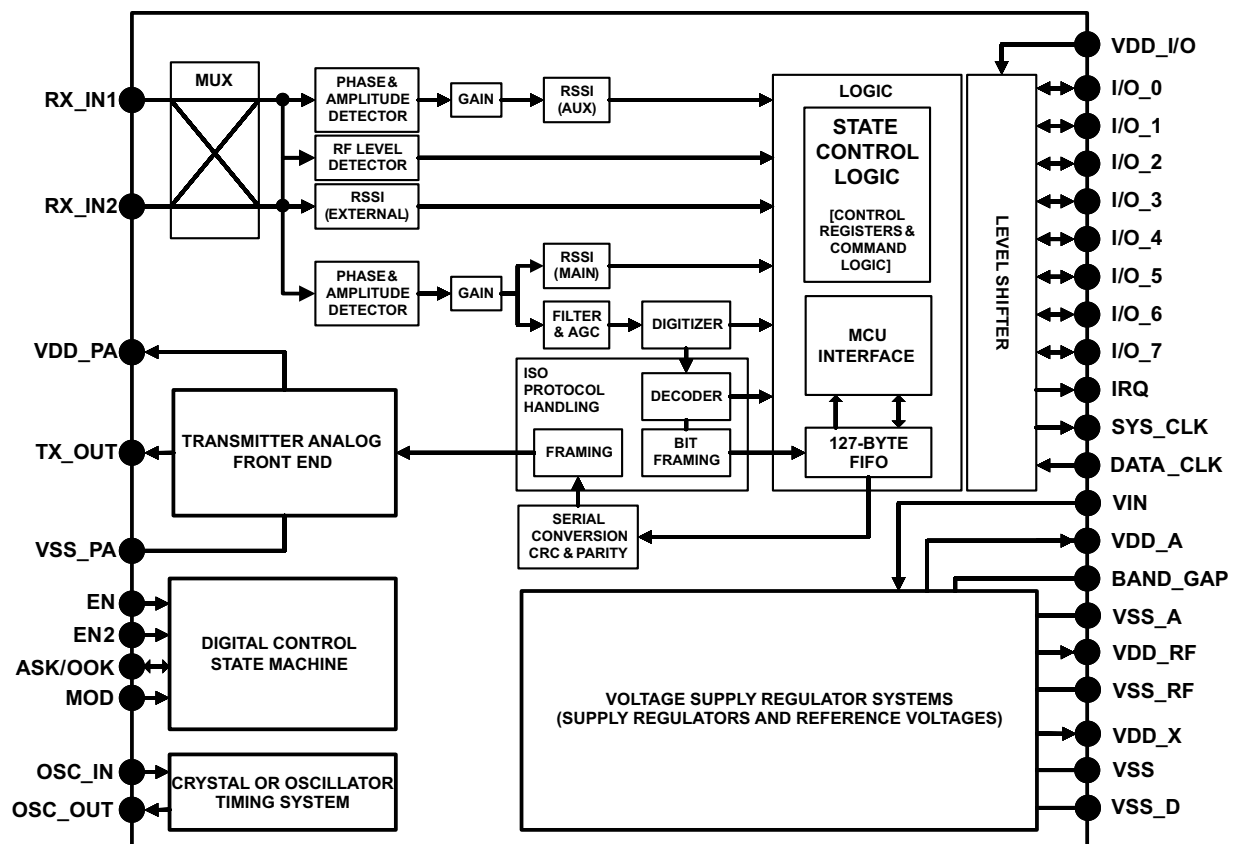 VDD_I/O
MUX
PHASE &
AMPLITUDE
DETECTOR
GAIN
RSSI
(AUX)
LOGIC
RX_IN1
I/O_0
STATE
CONTROL
LOGIC
I/O_1
RF LEVEL
DETECTOR
I/O_2
RX_IN2
RSSI
(EXTERNAL)
I/O_3
[CONTROL
REGISTERS &
COMMAND
LOGIC]
LEVEL SHIFTER
I/O_4
PHASE &
AMPLITUDE
DETECTOR
GAIN
RSSI
(MAIN)
I/O_5
FILTER
& AGC
DIGITIZER
MCU
INTERFACE
I/O_6
VDD_PA
I/O_7
ISO
PROTOCOL
HANDLING
DECODER
IRQ
TRANSMITTER ANALOG
FRONT END
TX_OUT
FRAMING
BIT
FRAMING
127-BYTE
FIFO
SYS_CLK
DATA_CLK
VIN
SERIAL
CONVERSION
CRC & PARITY
VSS_PA
VDD_A
BAND_GAP
EN
EN2
ASK/OOK
MOD
DIGITAL CONTROL
STATE MACHINE
VSS_A
VDD_RF
VSS_RF
VOLTAGE SUPPLY REGULATOR SYSTEMS
(SUPPLY REGULATORS AND REFERENCE VOLTAGES)
VDD_X
OSC_IN
OSC_OUT
CRYSTAL OR OSCILLATOR
TIMING SYSTEM
VSS
VSS_D